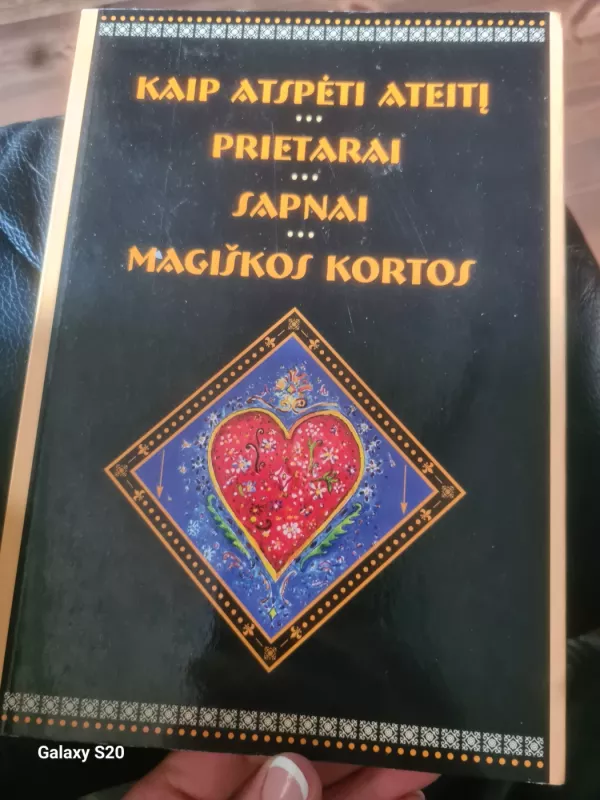 KAIP ATSPĖTI ATEITĮ
PRIETARAI
SAPNAI
MAGIŠKOS KORTOS
Galaxy S20